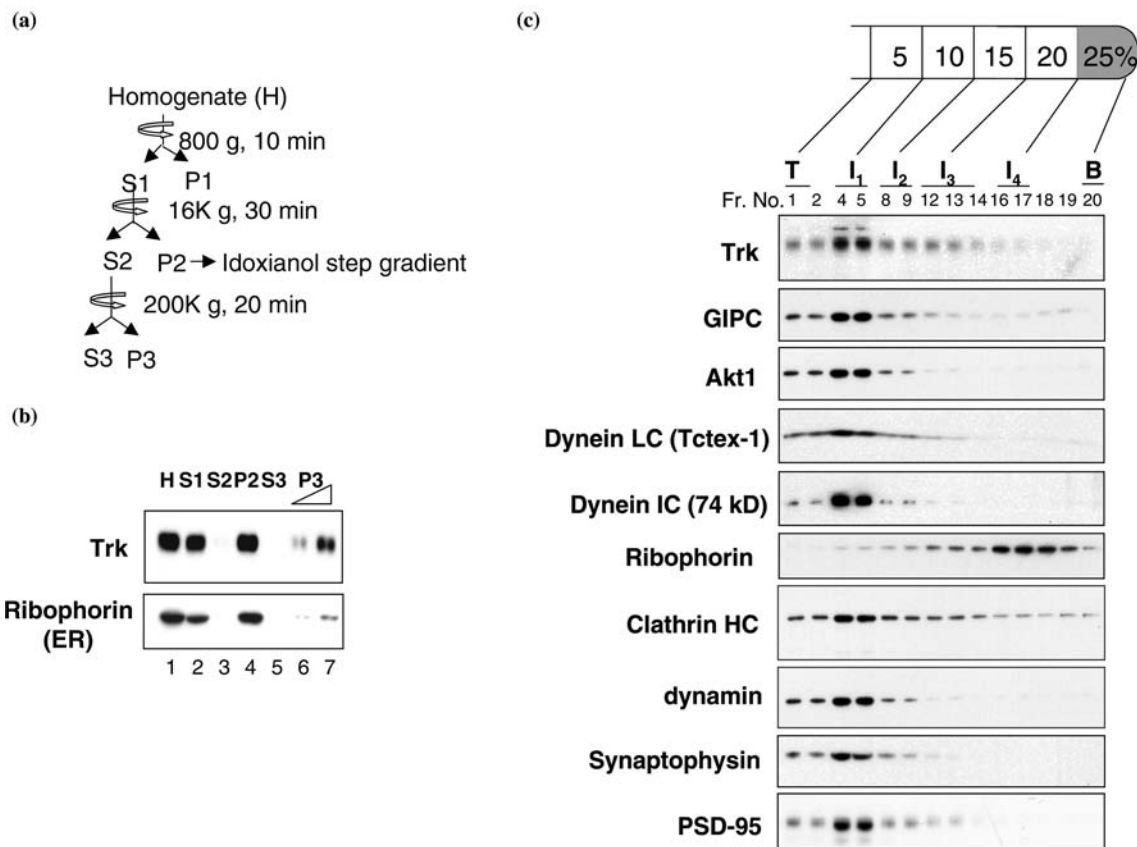 (a)
Homogenate (H)
800 g, 10 min
S1 P1
16K g, 30 min
S2 P2 Idoxianol step gradient
200K g, 20 min
S3 P3
(b)
H S1 S2 P2 S3 P3
Trk
Ribophorin
(ER)
1 2 3 4 5 6 7
(c)
5 10 15 20 25%
T I1 I2 I3 I4 B
Fr. No. 1 2 4 5 8 9 12 13 14 16 17 18 19 20
Trk
GIPC
Akt1
Dynein LC (Tctex-1)
Dynein IC (74 kD)
Ribophorin
Clathrin HC
dynamin
Synaptophysin
PSD-95